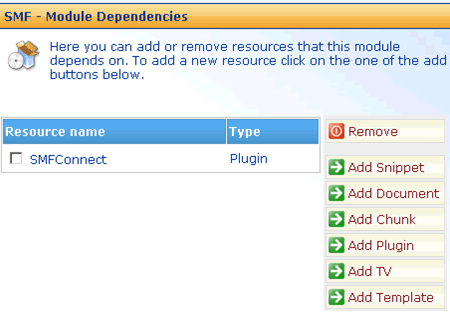 SMF - Module Dependencies
Here you can add or remove resources that this module
depends on. To add a new resource click on the one of the add
buttons below.
Resource name Type
SMFConnect Plugin
Remove
Add Snippet
Add Document
Add Chunk
Add Plugin
Add TV
Add Template